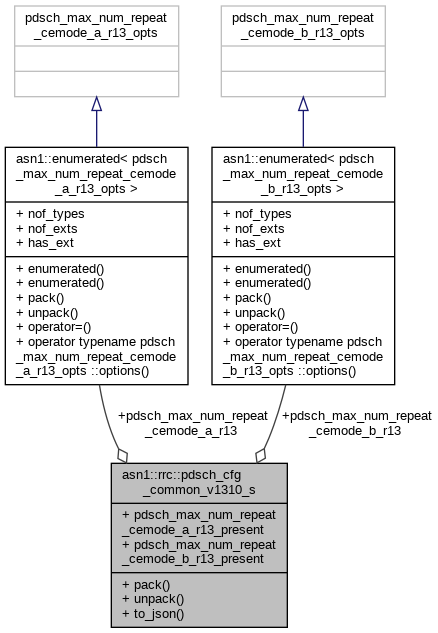 pdsch_max_num_repeat
_cemode_a_r13_opts
pdsch_max_num_repeat
_cemode_b_r13_opts
asn1::enumerated< pdsch
_max_num_repeat_cemode
_a_r13_opts >
+ nof_types
+ nof_exts
+ has_ext
+ enumerated()
+ enumerated()
+ pack()
+ unpack()
+ operator=()
+ operator typename pdsch
_max_num_repeat_cemode
_a_r13_opts ::options()
asn1::enumerated< pdsch
_max_num_repeat_cemode
_b_r13_opts >
+ nof_types
+ nof_exts
+ has_ext
+ enumerated()
+ enumerated()
+ pack()
+ unpack()
+ operator=()
+ operator typename pdsch
_max_num_repeat_cemode
_b_r13_opts ::options()
+pdsch_max_num_repeat
_cemode_a_r13
+pdsch_max_num_repeat
_cemode_b_r13
asn1::rrc::pdsch_cfg
_common_v1310_s
+ pdsch_max_num_repeat
_cemode_a_r13_present
+ pdsch_max_num_repeat
_cemode_b_r13_present
+ pack()
+ unpack()
+ to_json()